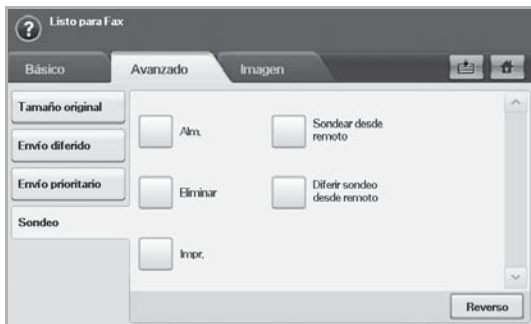 Listo para Fax
Básico
Avanzado
Imagen
Tamaño original
Envío diferido
Envío prioritario
Sondeo
Alm.
Sondear desde
remoto
Eliminar
Diferir sondeo
desde remoto
Impr.
Reverso